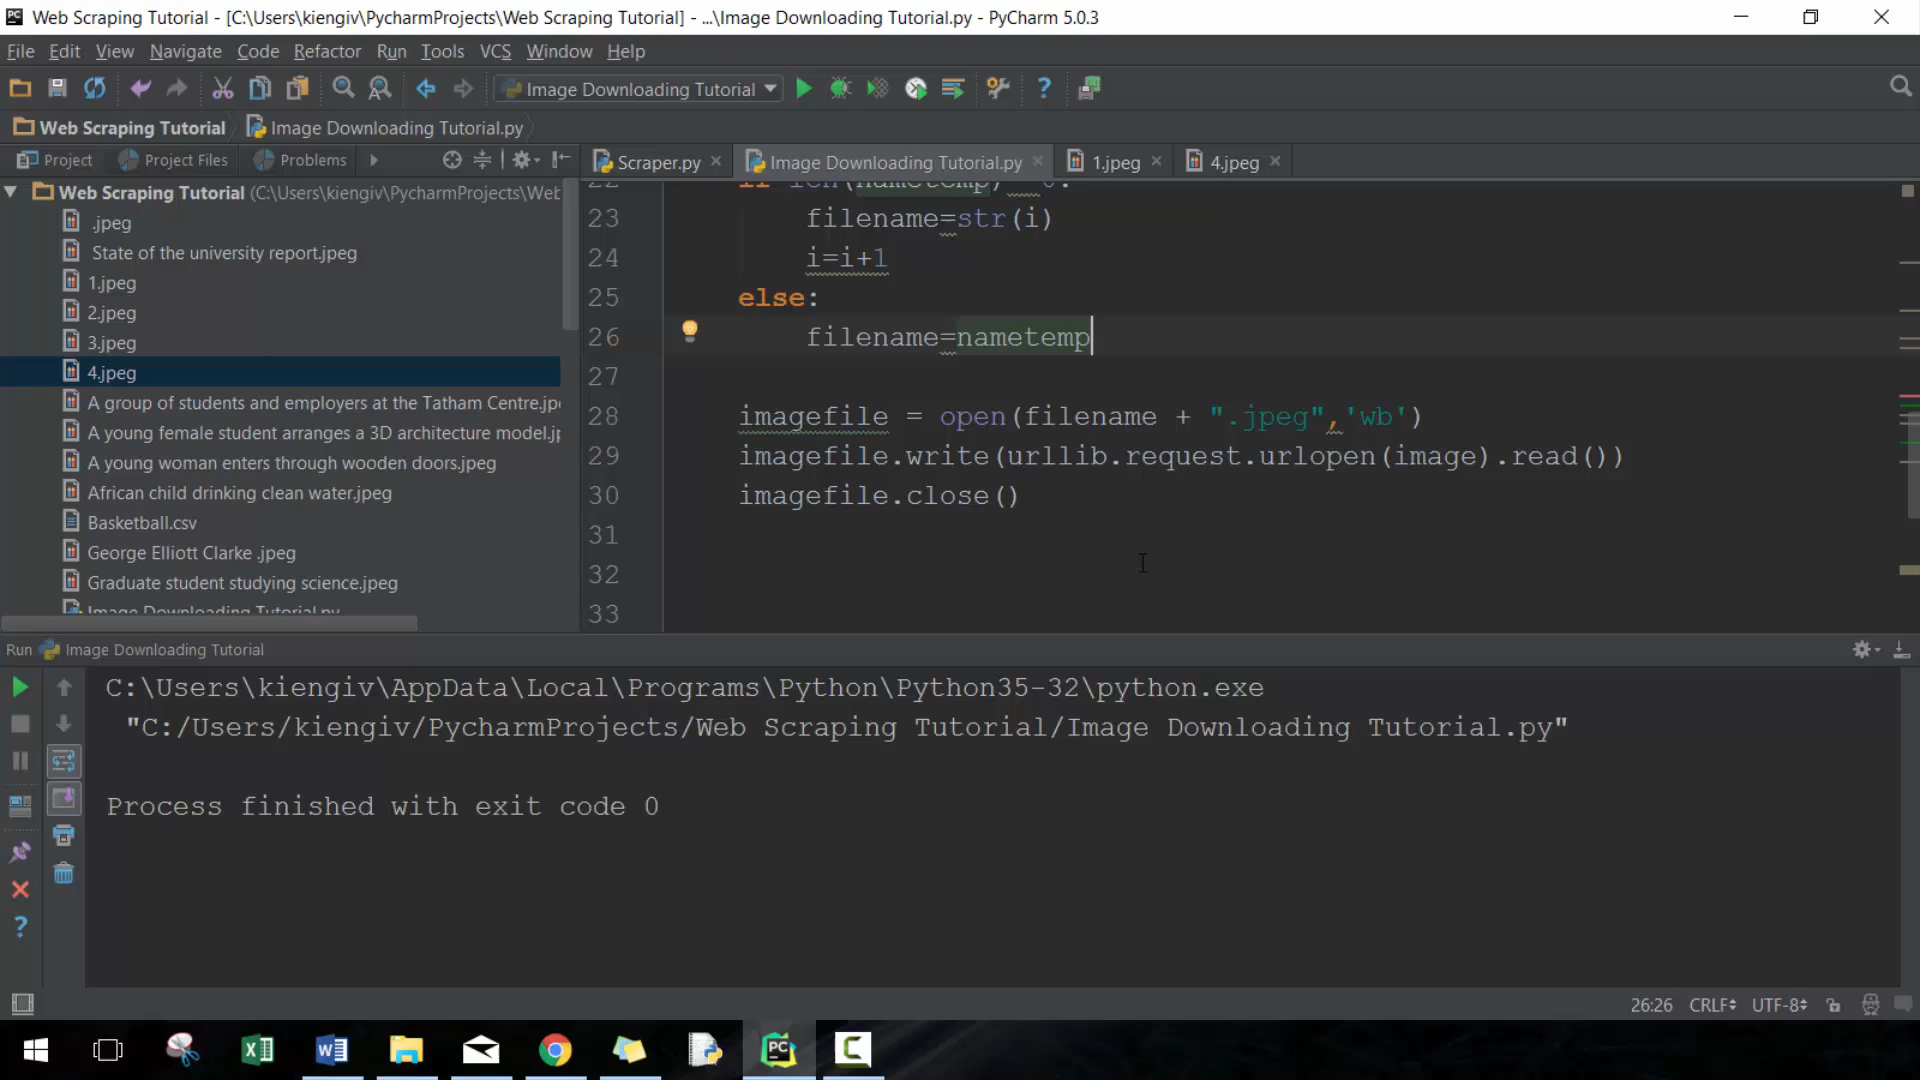 Web Scraping Tutorial - [C:\Users\kiengiv\PycharmProjects\Web Scraping Tutorial] - ...\Image Downloading Tutorial.py - PyCharm 5.0.3
File Edit View Navigate Code Refactor Run Tools VCS Window Help
Image Downloading Tutorial
Web Scraping Tutorial Image Downloading Tutorial.py
Project Project Files Problems
Scraper.py Image Downloading Tutorial.py 1.jpeg 4.jpeg
Web Scraping Tutorial (C:\Users\kiengiv\PycharmProjects\Web
.jpeg
State of the university report.jpeg
1.jpeg
2.jpeg
3.jpeg
4.jpeg
A group of students and employers at the Tatham Centre.jpe
A young female student arranges a 3D architecture model.jp
A young woman enters through wooden doors.jpeg
African child drinking clean water.jpeg
Basketball.csv
George Elliott Clarke .jpeg
Graduate student studying science.jpeg
Image Downloading Tutorial.py
23 filename=str(i)
24 i=i+1
25 else:
26 filename=nametemp
27
28 imagefile = open(filename + ".jpeg",'wb')
29 imagefile.write(urllib.request.urlopen(image).read())
30 imagefile.close()
31
32
33
Run Image Downloading Tutorial
C:\Users\kiengiv\AppData\Local\Programs\Python\Python35-32\python.exe
"C:/Users/kiengiv/PycharmProjects/Web Scraping Tutorial/Image Downloading Tutorial.py"
Process finished with exit code 0
26:26 CRLF UTF-8